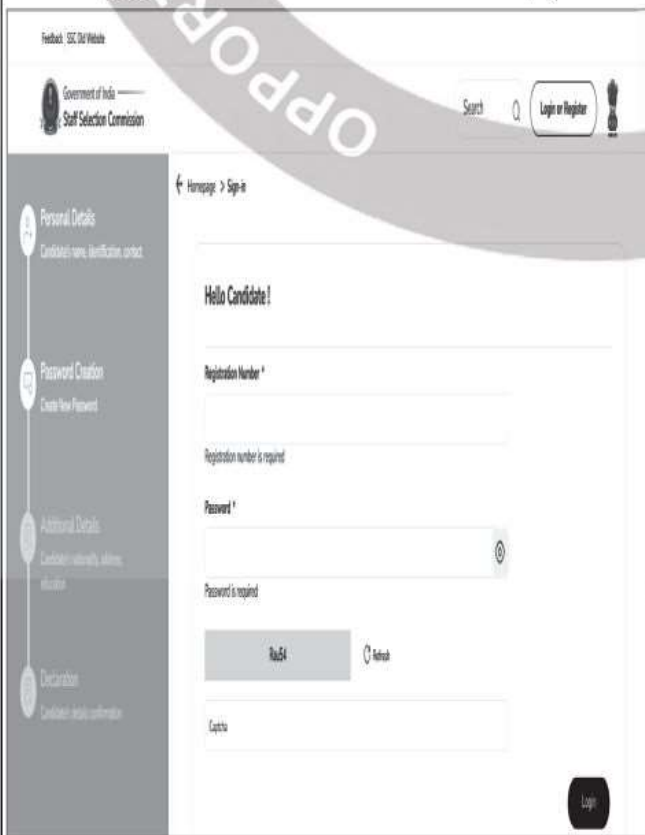 Feedback SSC Old Website
Government of India
Staff Selection Commission
Search
Login or Register
OPPORT
Homepage > Sign-in
Personal Details
Candidate's name, identification, contact.
Hello Candidate !
Password Creation
Create New Password
Registration Number *
Registration number is required
Password *
Additional Details
Candidate's nationality, address,
education
Password is required
Rau54
Refresh
Declaration
Candidate's details confirmation
Captcha
Login